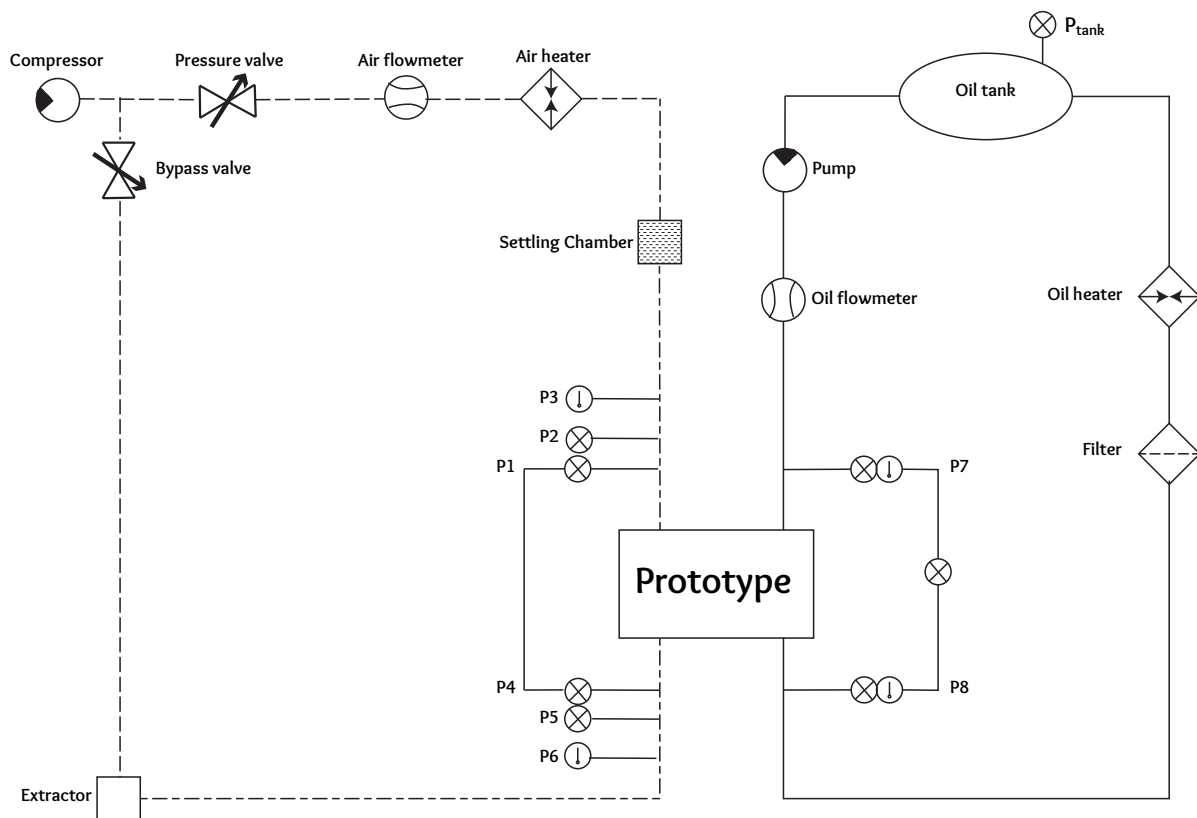 Compressor
Pressure valve
Air flowmeter
Air heater
P_tank
Oil tank
Bypass valve
Pump
Settling Chamber
Oil flowmeter
Oil heater
P3
P2
P1
P7
Filter
Prototype
P4
P8
P5
P6
Extractor